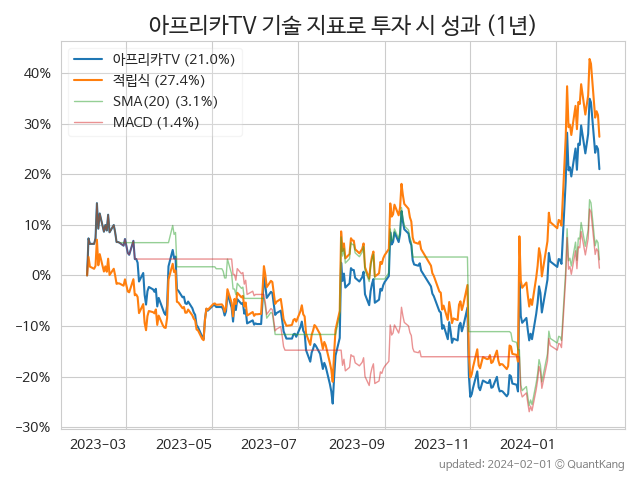 아프리카TV 기술 지표로 투자 시 성과 (1년)
아프리카TV (21.0%)
적립식 (27.4%)
SMA(20) (3.1%)
MACD (1.4%)
40%
30%
20%
10%
0%
−10%
−20%
−30%
2023-03 2023-05 2023-07 2023-09 2023-11 2024-01
updated: 2024-02-01 © QuantKang